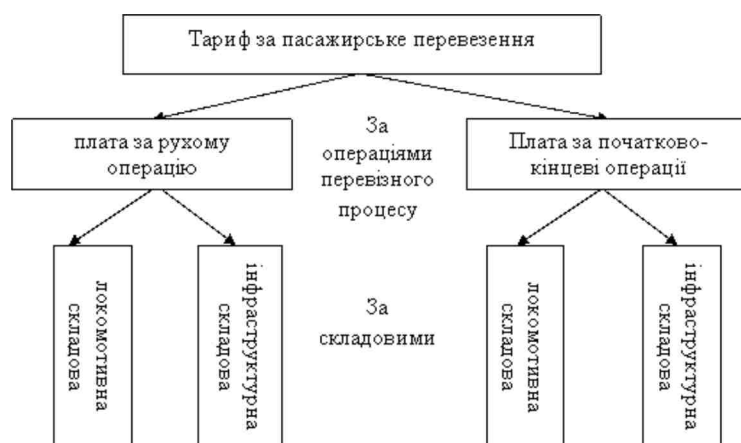 Тариф за пасажирське перевезення
плата за рухому
операцію
За
операціями
перевізного
процесу
Плата за початково-
кінцеві операції
локомотивна
складова
інфраструктурна
складова
За
складовими
локомотивна
складова
інфраструктурна
складова